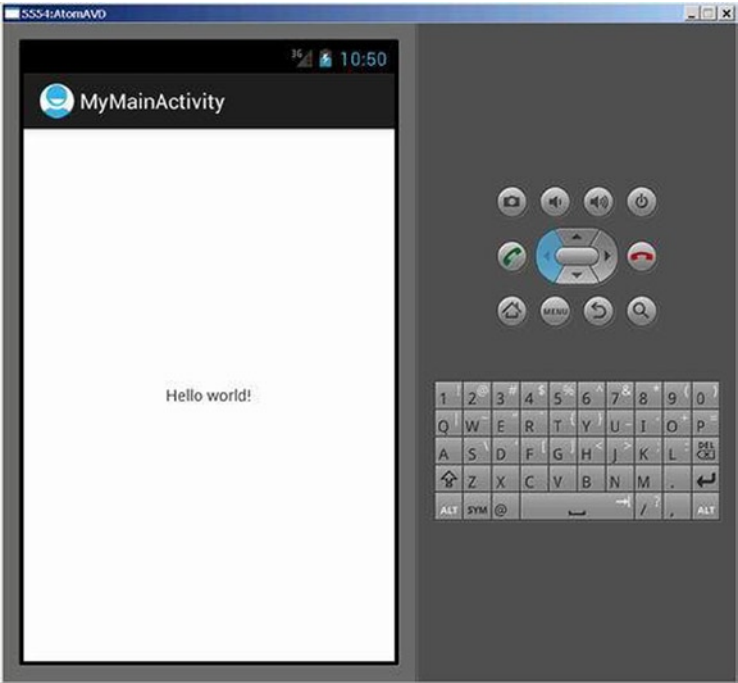 5554:AtomAVD
3G 10:50
MyMainActivity
Hello world!
MENU
1 ! 2 @ 3 # 4 $ 5 % 6 ^ 7 & 8 * 9 ( 0 )
Q | W ~ E " R ` T { Y } U _ I - O + P =
A S \ D ' F [ G ] H < J > K ; L : DEL
Z X C V B N M .
ALT SYM @ / ? , ALT